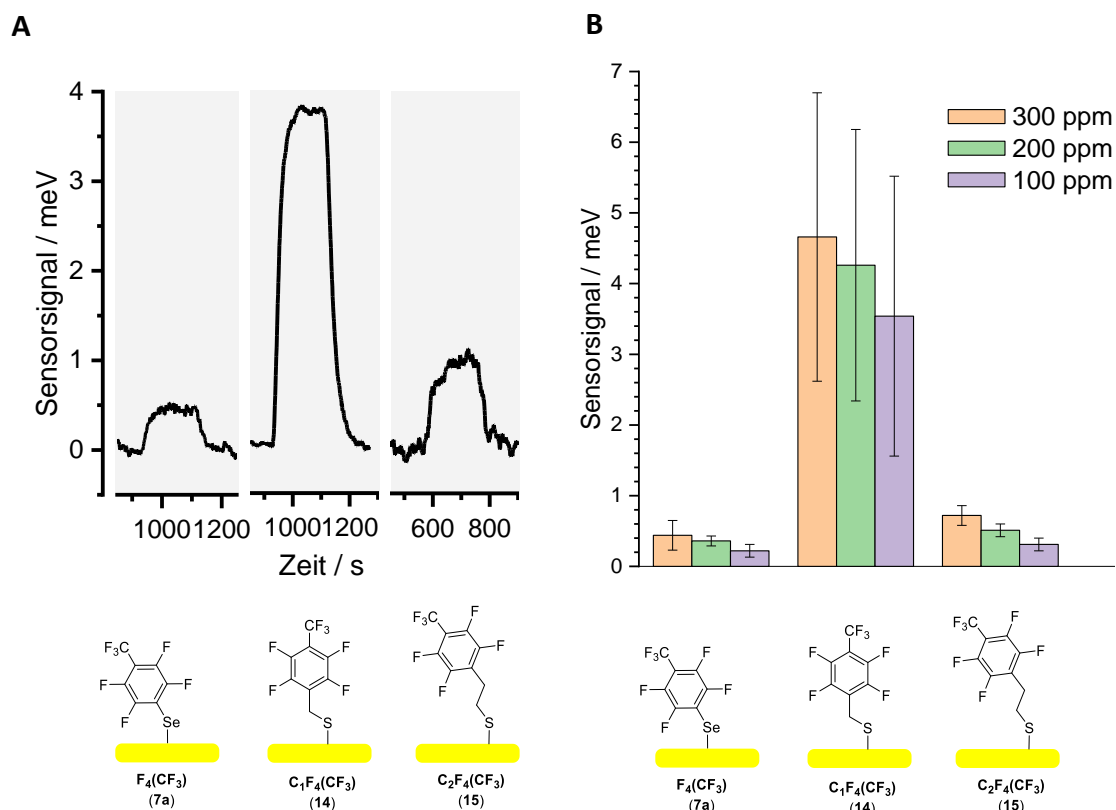 A
B
Sensorsignal / meV
4
3
2
1
0
1000 1200
1000 1200
600 800
Zeit / s
F₃C F F F F Se
CF₃ F F F F S
F₃C F F F F S
F₄(CF₃)
(7a)
C₁F₄(CF₃)
(14)
C₂F₄(CF₃)
(15)
Sensorsignal / meV
7
6
5
4
3
2
1
0
300 ppm
200 ppm
100 ppm
F₃C F F F F Se
CF₃ F F F F S
F₃C F F F F S
F₄(CF₃)
(7a)
C₁F₄(CF₃)
(14)
C₂F₄(CF₃)
(15)